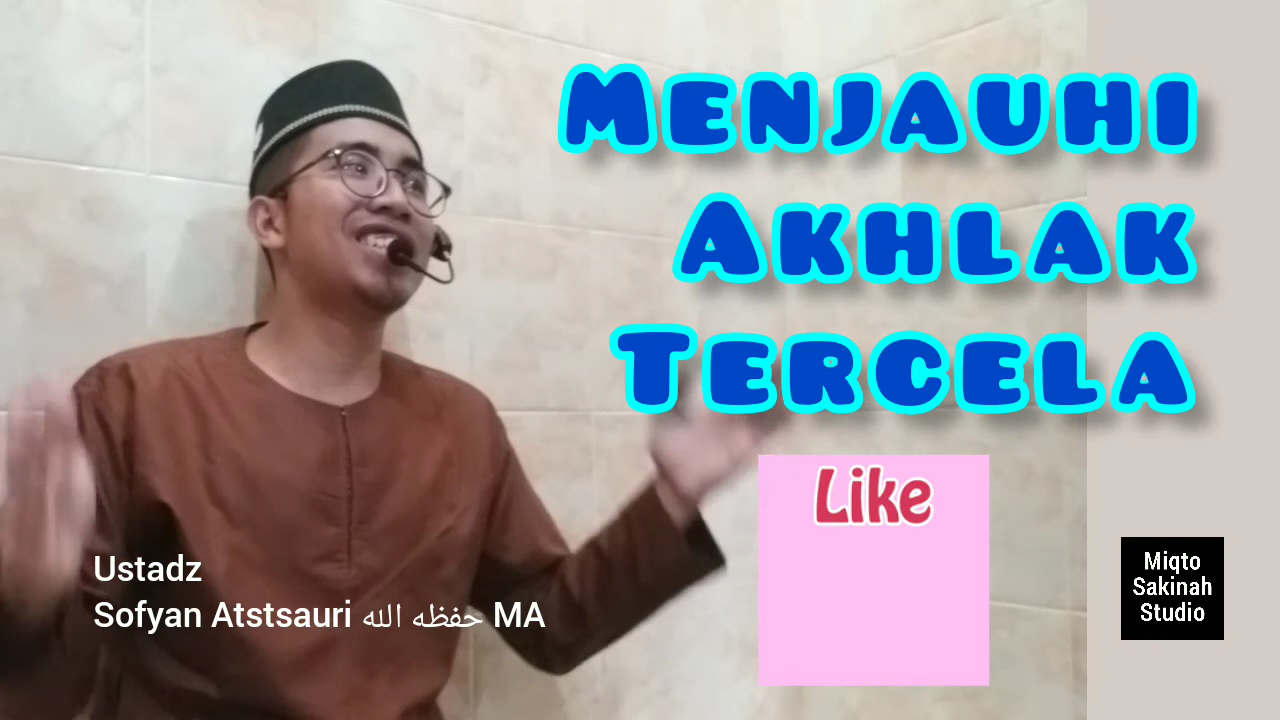 Menjauhi
Akhlak
Tercela
Like
Ustadz
Sofyan Atstsauri حفظه الله MA
Miqto
Sakinah
Studio